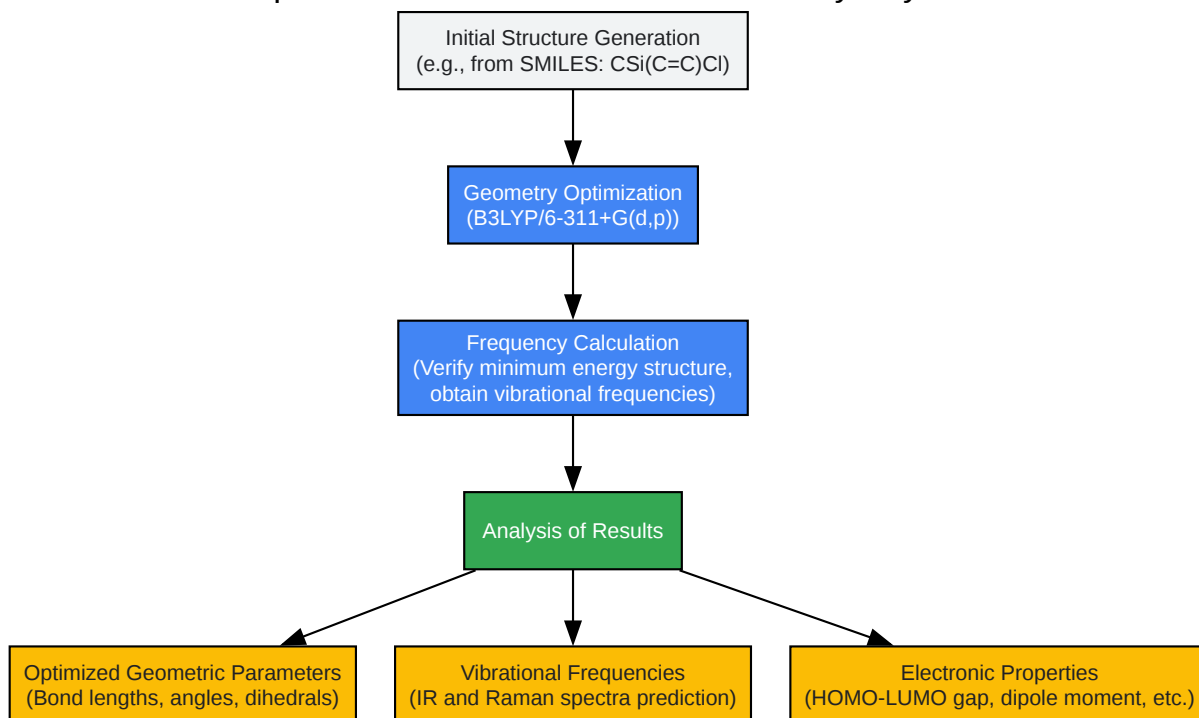 Initial Structure Generation
(e.g., from SMILES: CSi(C=C)Cl)
Geometry Optimization
(B3LYP/6-311+G(d,p))
Frequency Calculation
(Verify minimum energy structure,
obtain vibrational frequencies)
Analysis of Results
Optimized Geometric Parameters
(Bond lengths, angles, dihedrals)
Vibrational Frequencies
(IR and Raman spectra prediction)
Electronic Properties
(HOMO-LUMO gap, dipole moment, etc.)